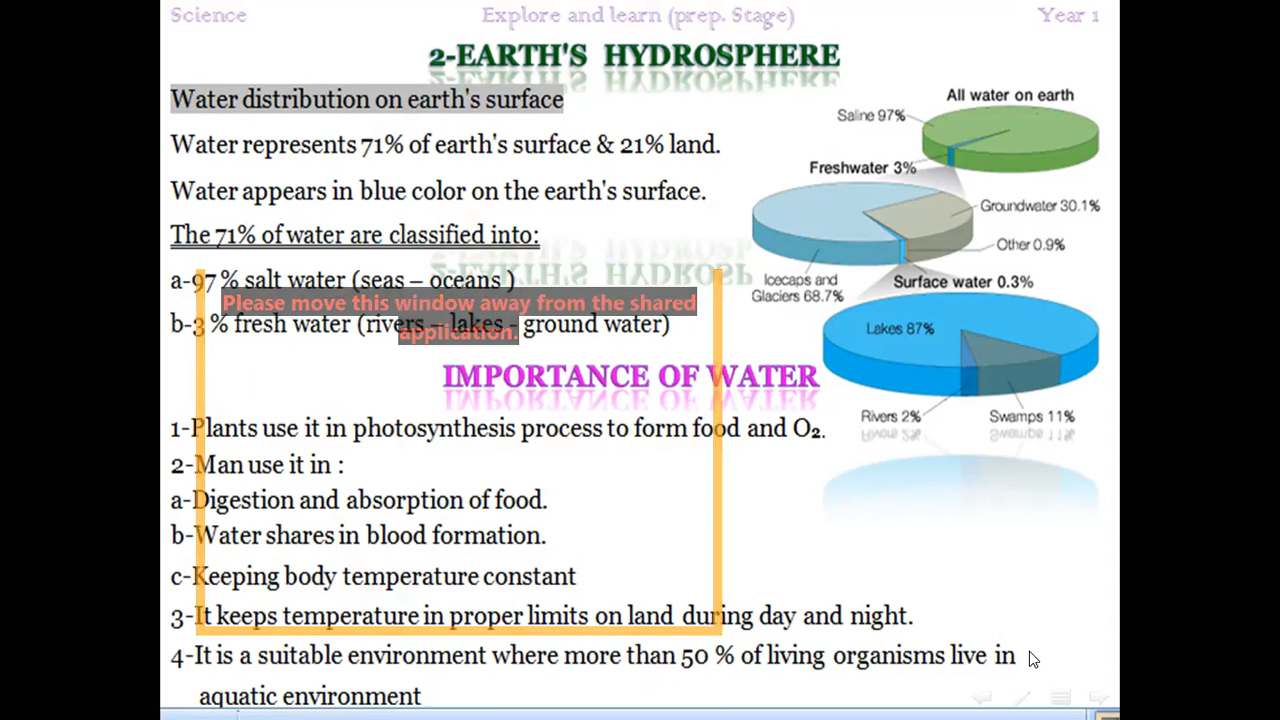 Science Explore and learn (prep. Stage) Year 1
2-EARTH'S HYDROSPHERE
Water distribution on earth's surface
Water represents 71% of earth's surface & 21% land.
Water appears in blue color on the earth's surface.
The 71% of water are classified into:
a-97 % salt water (seas – oceans )
Please move this window away from the shared
application.
b-3 % fresh water (rivers – lakes - ground water)
IMPORTANCE OF WATER
1-Plants use it in photosynthesis process to form food and O2.
2-Man use it in :
a-Digestion and absorption of food.
b-Water shares in blood formation.
c-Keeping body temperature constant
3-It keeps temperature in proper limits on land during day and night.
4-It is a suitable environment where more than 50 % of living organisms live in
aquatic environment
All water on earth
Saline 97%
Freshwater 3%
Groundwater 30.1%
Other 0.9%
Icecaps and
Glaciers 68.7%
Surface water 0.3%
Lakes 87%
Rivers 2%
Swamps 11%